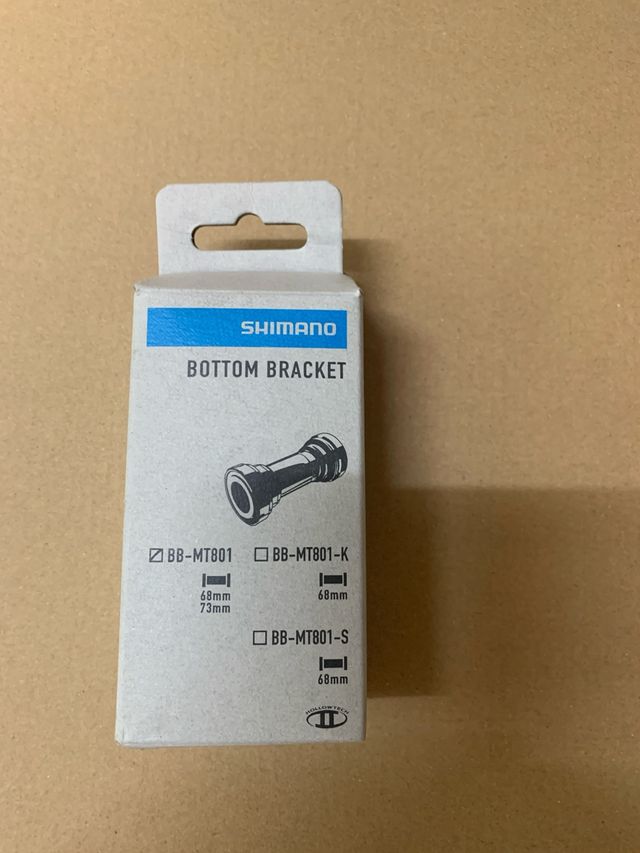 SHIMANO
BOTTOM BRACKET
BB-MT801 BB-MT801-K
68mm 68mm
73mm
BB-MT801-S
68mm
HOLLOWTECH
II